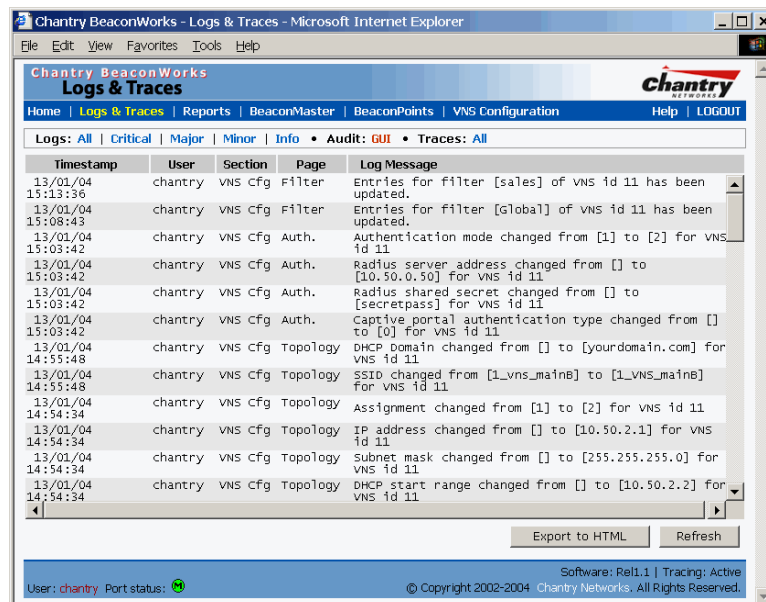 Chantry BeaconWorks - Logs & Traces - Microsoft Internet Explorer
File Edit View Favorites Tools Help
Chantry BeaconWorks
Logs & Traces
Chantry
NETWORKS
Home | Logs & Traces | Reports | BeaconMaster | BeaconPoints | VNS Configuration Help | LOGOUT
Logs: All | Critical | Major | Minor | Info • Audit: GUI • Traces: All
Timestamp User Section Page Log Message
13/01/04 15:13:36 chantry VNS Cfg Filter Entries for filter [sales] of VNS id 11 has been
updated.
13/01/04 15:08:43 chantry VNS Cfg Filter Entries for filter [Global] of VNS id 11 has been
updated.
13/01/04 15:03:42 chantry VNS Cfg Auth. Authentication mode changed from [1] to [2] for VNS
id 11
13/01/04 15:03:42 chantry VNS Cfg Auth. Radius server address changed from [] to
[10.50.0.50] for VNS id 11
13/01/04 15:03:42 chantry VNS Cfg Auth. Radius shared secret changed from [] to
[secretpass] for VNS id 11
13/01/04 15:03:42 chantry VNS Cfg Auth. Captive portal authentication type changed from []
to [0] for VNS id 11
13/01/04 14:55:48 chantry VNS Cfg Topology DHCP Domain changed from [] to [yourdomain.com] for
VNS id 11
13/01/04 14:55:48 chantry VNS Cfg Topology SSID changed from [1_vns_mainB] to [1_VNS_mainB]
for VNS id 11
13/01/04 14:54:34 chantry VNS Cfg Topology Assignment changed from [1] to [2] for VNS id 11
13/01/04 14:54:34 chantry VNS Cfg Topology IP address changed from [] to [10.50.2.1] for VNS
id 11
13/01/04 14:54:34 chantry VNS Cfg Topology Subnet mask changed from [] to [255.255.255.0] for
VNS id 11
13/01/04 14:54:34 chantry VNS Cfg Topology DHCP start range changed from [] to [10.50.2.2] for
VNS id 11
Export to HTML Refresh
Software: Rel1.1 | Tracing: Active
User: chantry Port status: M © Copyright 2002-2004 Chantry Networks. All Rights Reserved.